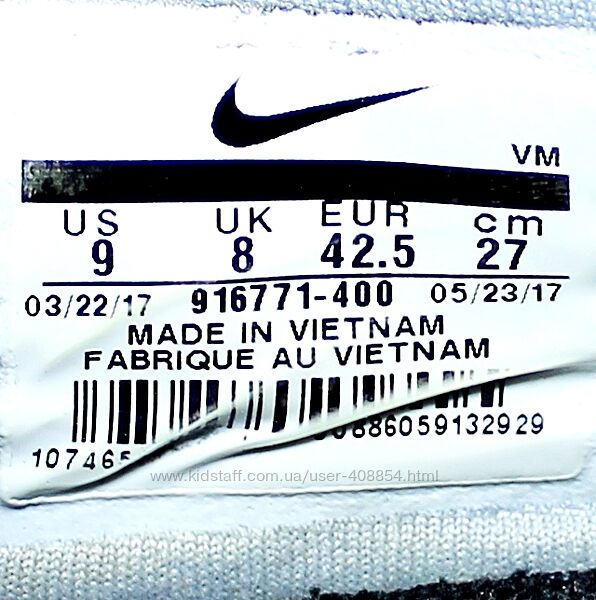 VM
US UK EUR cm
9 8 42.5 27
03/22/17 916771-400 05/23/17
MADE IN VIETNAM
FABRIQUE AU VIETNAM
00886059132929
107465
www.kidstaff.com.ua/user-408854.html